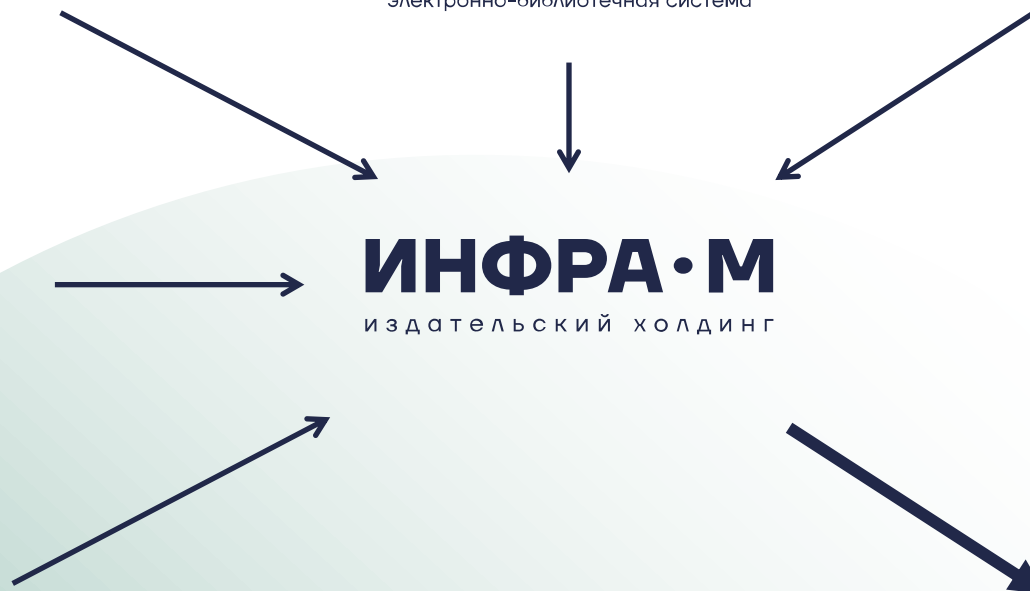 электронно-библиотечная система
ИНФРА•М
издательский холдинг